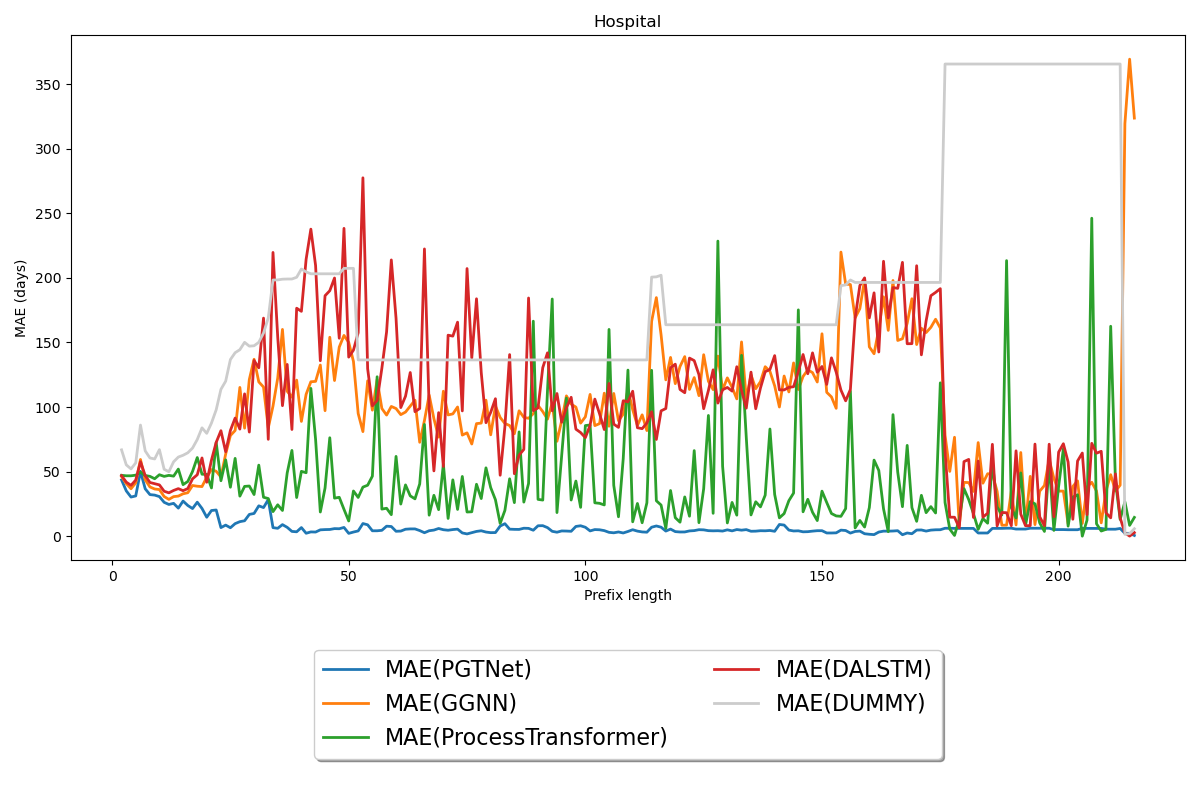 Hospital
MAE (days)
350
300
250
200
150
100
50
0
0 50 100 150 200
Prefix length
MAE(PGTNet)
MAE(GGNN)
MAE(ProcessTransformer)
MAE(DALSTM)
MAE(DUMMY)